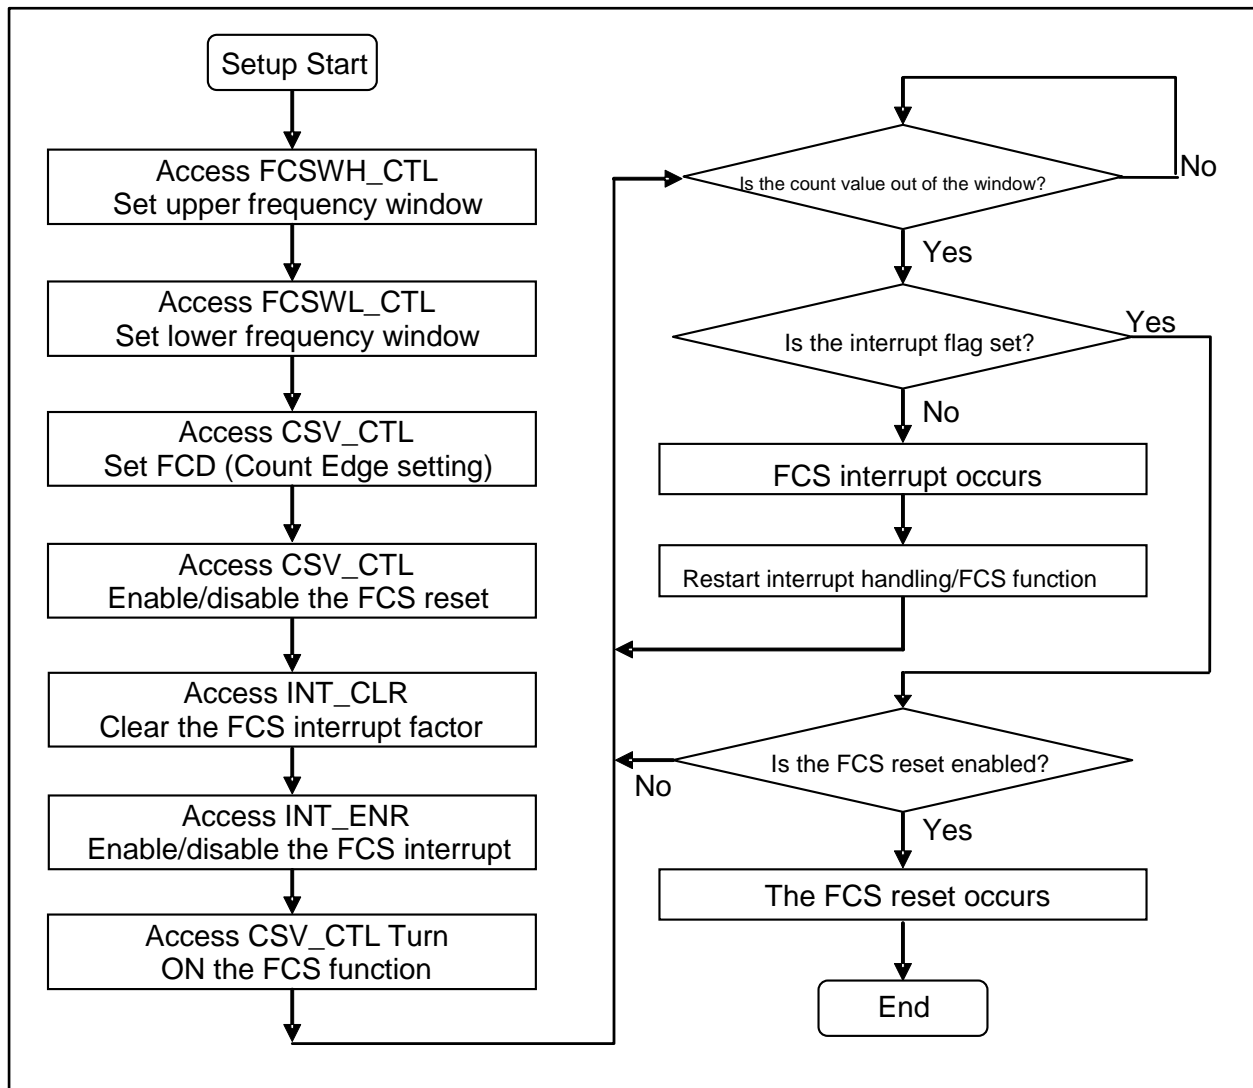 Setup Start
Access FCSWH_CTL
Set upper frequency window
Access FCSWL_CTL
Set lower frequency window
Access CSV_CTL
Set FCD (Count Edge setting)
Access CSV_CTL
Enable/disable the FCS reset
Access INT_CLR
Clear the FCS interrupt factor
Access INT_ENR
Enable/disable the FCS interrupt
Access CSV_CTL Turn
ON the FCS function
Is the count value out of the window?
No
Yes
Is the interrupt flag set?
Yes
No
FCS interrupt occurs
Restart interrupt handling/FCS function
Is the FCS reset enabled?
No
Yes
The FCS reset occurs
End